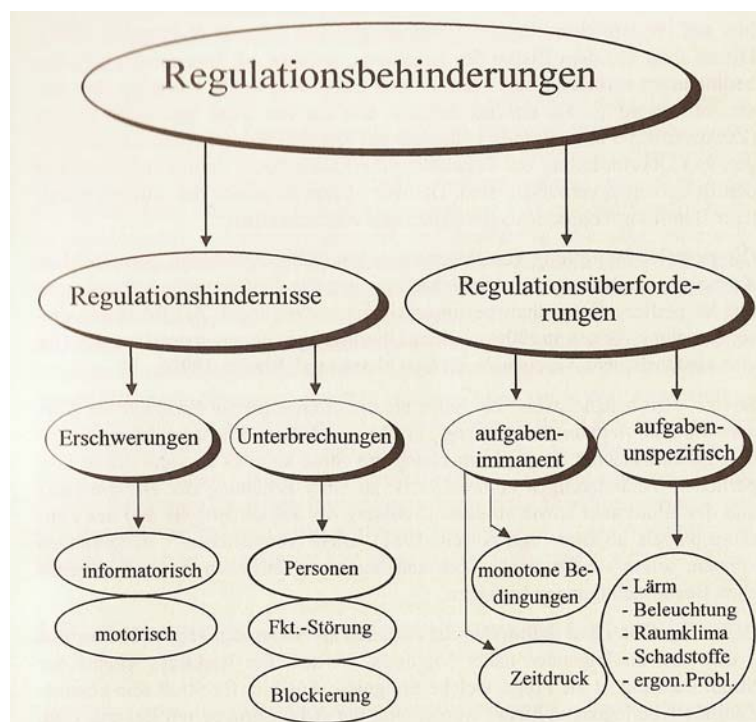 Regulationsbehinderungen
Regulationshindernisse
Regulationsüberforde-
rungen
Erschwerungen
Unterbrechungen
aufgaben-
immanent
aufgaben-
unspezifisch
informatorisch
motorisch
Personen
Fkt.-Störung
Blockierung
monotone Be-
dingungen
Zeitdruck
- Lärm
- Beleuchtung
- Raumklima
- Schadstoffe
- ergon.Probl.